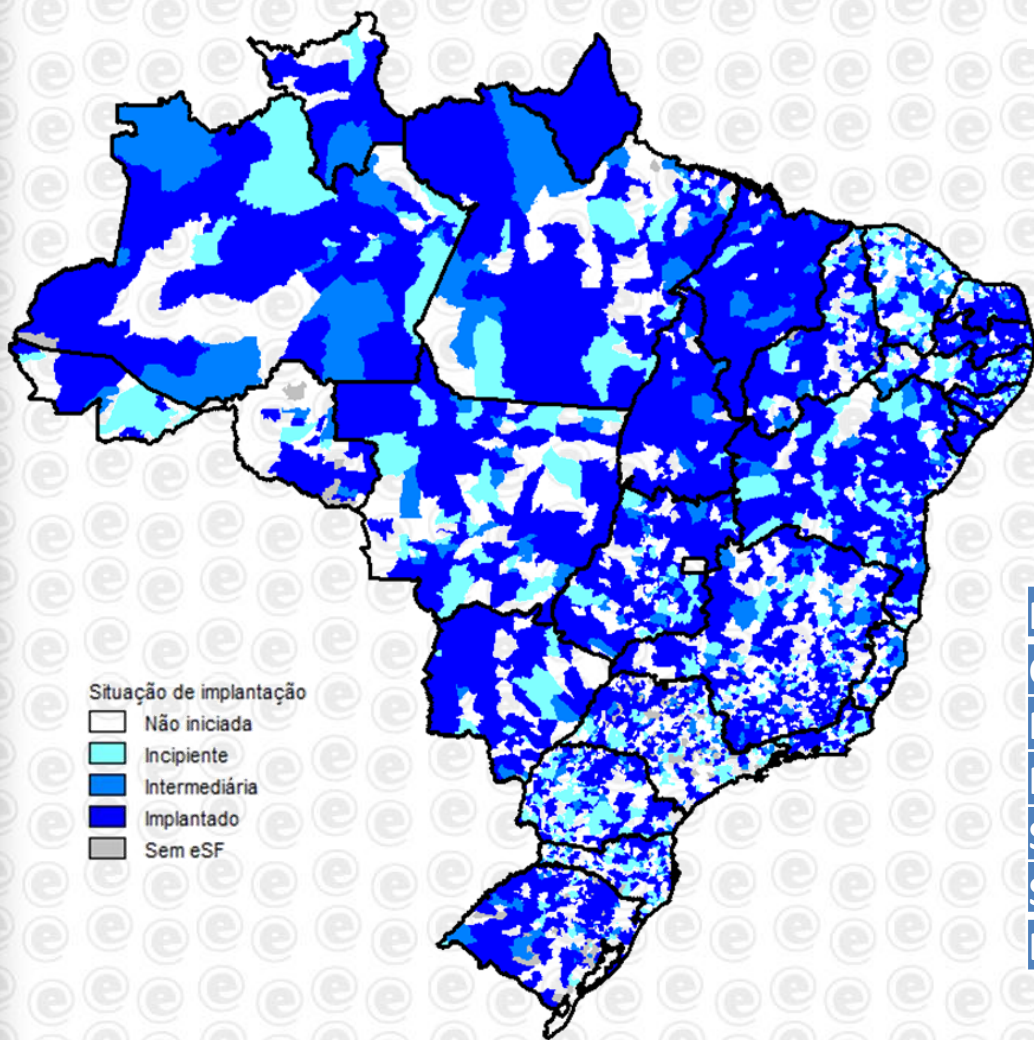 Situação de implantação
Não iniciada
Incipiente
Intermediária
Implantado
Sem eSF